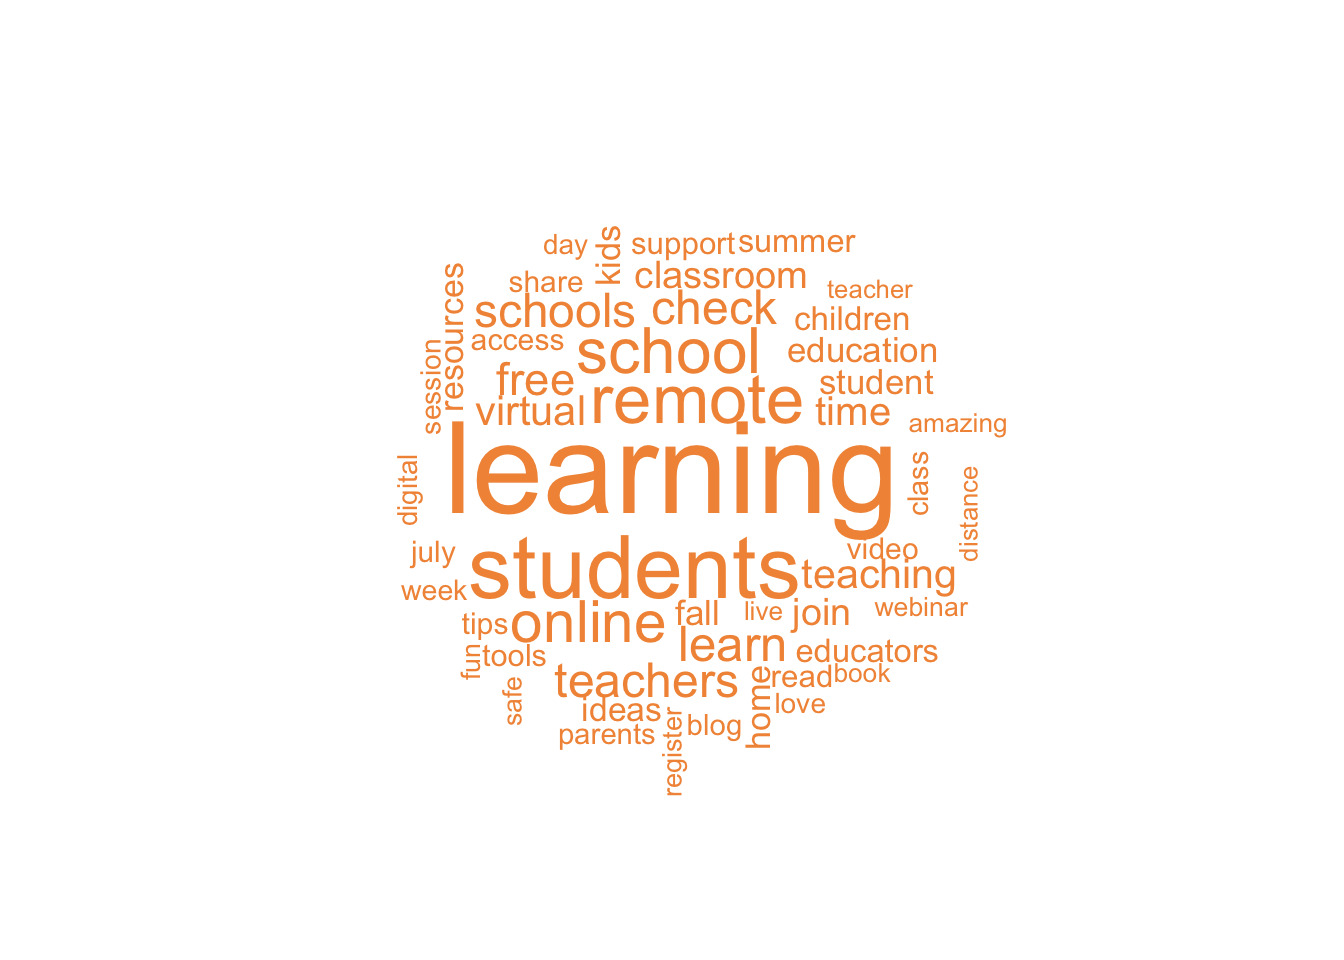 day
kids
support
summer
share
classroom
teacher
resources
schools
check
children
access
school
education
session
free
student
virtual
remote
time
amazing
learning
digital
class
distance
july
students
video
teaching
week
online
fall
live
join
webinar
tips
learn
educators
fun
tools
teachers
home
read
book
safe
ideas
love
parents
register
blog